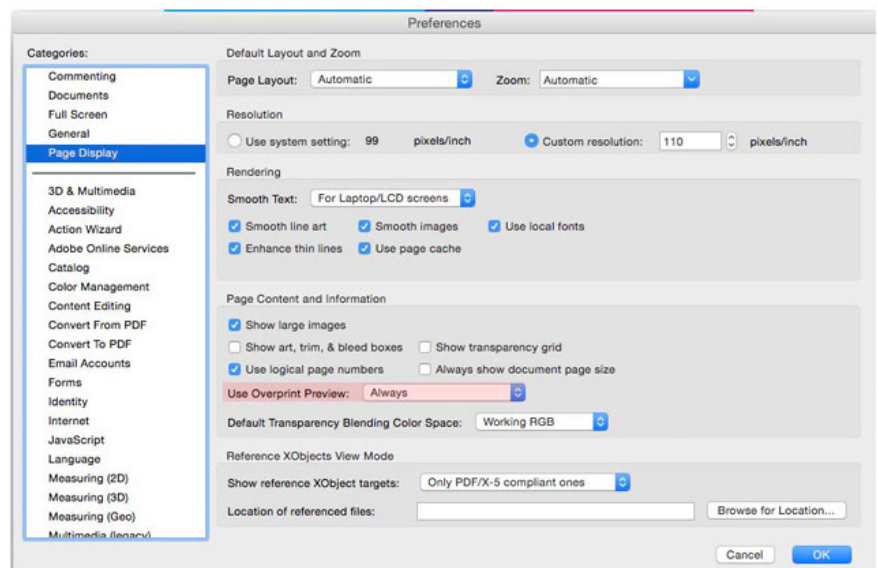 Preferences
Categories:
Commenting
Documents
Full Screen
General
Page Display
3D & Multimedia
Accessibility
Action Wizard
Adobe Online Services
Catalog
Color Management
Content Editing
Convert From PDF
Convert To PDF
Email Accounts
Forms
Identity
Internet
JavaScript
Language
Measuring (2D)
Measuring (3D)
Measuring (Geo)
Multimedia (legacy)
Default Layout and Zoom
Page Layout: Automatic Zoom: Automatic
Resolution
Use system setting: 99 pixels/inch Custom resolution: 110 pixels/inch
Rendering
Smooth Text: For Laptop/LCD screens
Smooth line art Smooth images Use local fonts
Enhance thin lines Use page cache
Page Content and Information
Show large images
Show art, trim, & bleed boxes Show transparency grid
Use logical page numbers Always show document page size
Use Overprint Preview: Always
Default Transparency Blending Color Space: Working RGB
Reference XObjects View Mode
Show reference XObject targets: Only PDF/X-5 compliant ones
Location of referenced files: Browse for Location...
Cancel OK